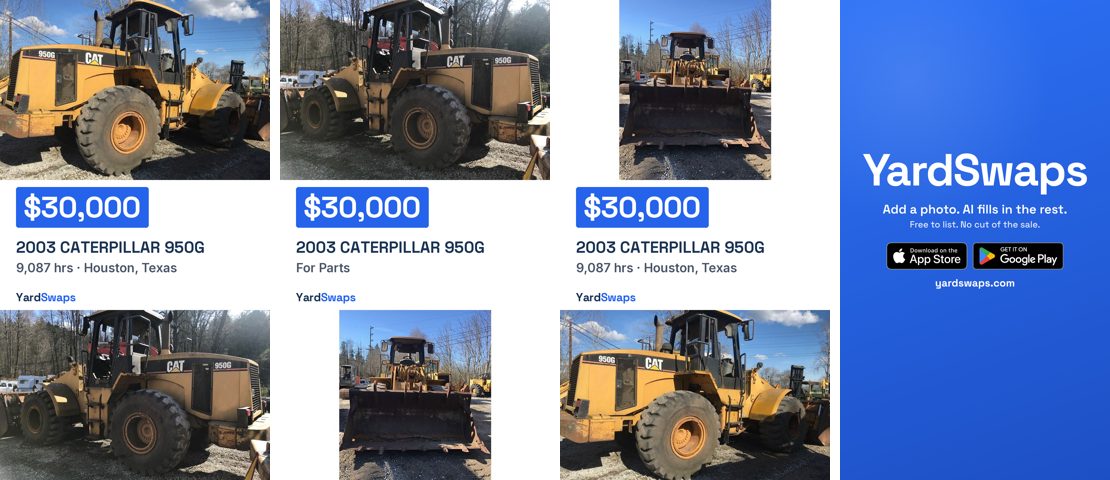 950G
CAT
CAT
950G
$30,000
2003 CATERPILLAR 950G
9,087 hrs · Houston, Texas
YardSwaps
$30,000
2003 CATERPILLAR 950G
For Parts
YardSwaps
$30,000
2003 CATERPILLAR 950G
9,087 hrs · Houston, Texas
YardSwaps
CAT
950G
950G
CAT
YardSwaps
Add a photo. AI fills in the rest.
Free to list. No cut of the sale.
Download on the
App Store
GET IT ON
Google Play
yardswaps.com